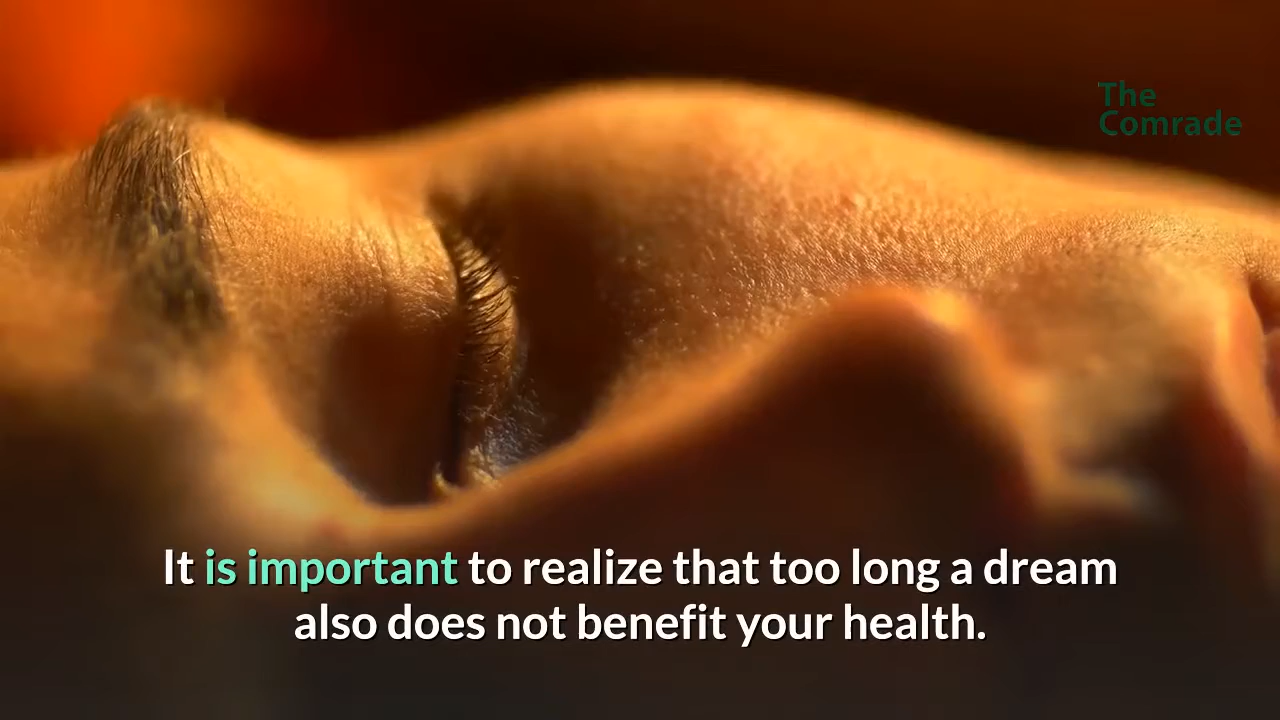 The
Comrade
It is important to realize that too long a dream
also does not benefit your health.